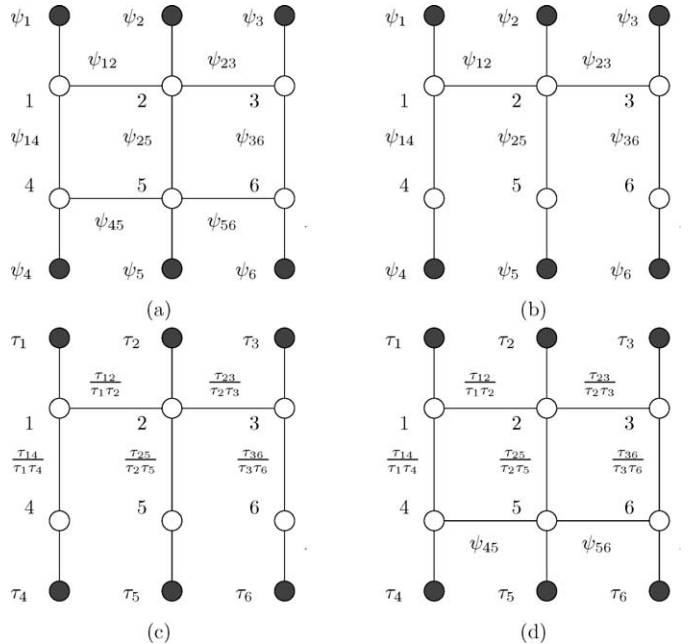 ψ₁ ψ₂ ψ₃ ψ₁ ψ₂ ψ₃
ψ₁₂ ψ₂₃ ψ₁₂ ψ₂₃
1 2 3 1 2 3
ψ₁₄ ψ₂₅ ψ₃₆ ψ₁₄ ψ₂₅ ψ₃₆
4 5 6 4 5 6
ψ₄₅ ψ₅₆ . .
ψ₄ ψ₅ ψ₆ ψ₄ ψ₅ ψ₆
(a) (b)
τ₁ τ₂ τ₃ τ₁ τ₂ τ₃
τ₁₂/τ₁τ₂ τ₂₃/τ₂τ₃ τ₁₂/τ₁τ₂ τ₂₃/τ₂τ₃
1 2 3 1 2 3
τ₁₄/τ₁τ₄ τ₂₅/τ₂τ₅ τ₃₆/τ₃τ₆ τ₁₄/τ₁τ₄ τ₂₅/τ₂τ₅ τ₃₆/τ₃τ₆
4 5 6 4 5 6
. ψ₄₅ ψ₅₆ .
τ₄ τ₅ τ₆ τ₄ τ₅ τ₆
(c) (d)